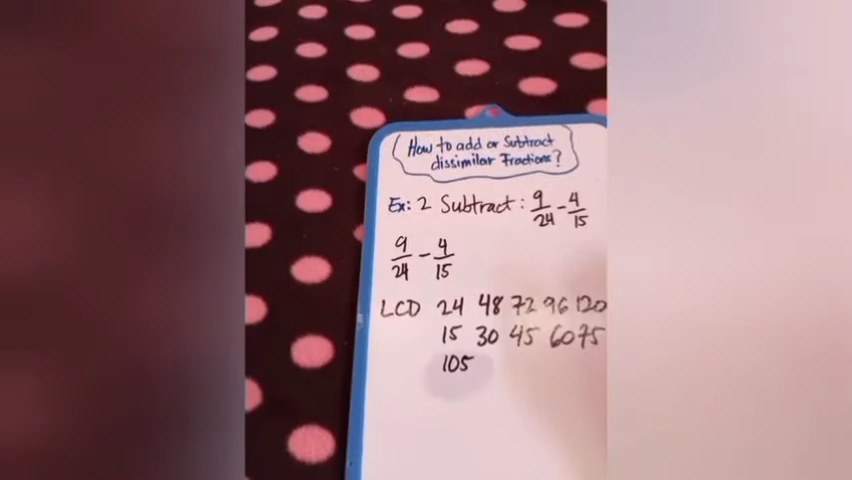 How to add or Subtract
dissimilar Fractions?
Ex: 2 Subtract: 9/24 - 4/15
9/24 - 4/15
LCD 24 48 72 96 120
15 30 45 60 75
105